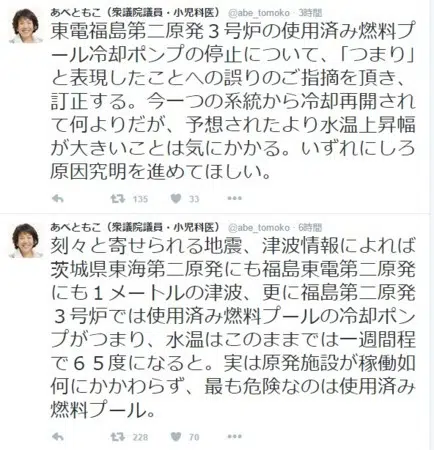 あべともこ（衆議院議員・小児科医） @abe_tomoko · 3時間
東電福島第二原発３号炉の使用済み燃料プ
ール冷却ポンプの停止について、「つまり」
と表現したことへの誤りのご指摘を頂き、
訂正する。今一つの系統から冷却再開され
て何よりだが、予想されたより水温上昇幅
が大きいことは気にかかる。いずれにしろ
原因究明を進めてほしい。
135 33
あべともこ（衆議院議員・小児科医） @abe_tomoko · 6時間
刻々と寄せられる地震、津波情報によれば
茨城県東海第二原発にも福島東電第二原発
にも１メートルの津波、更に福島第二原発
３号炉では使用済み燃料プールの冷却ポン
プがつまり、水温はこのままでは一週間程
で６５度になると。実は原発施設が稼働如
何にかかわらず、最も危険なのは使用済み
燃料プール。
228 70